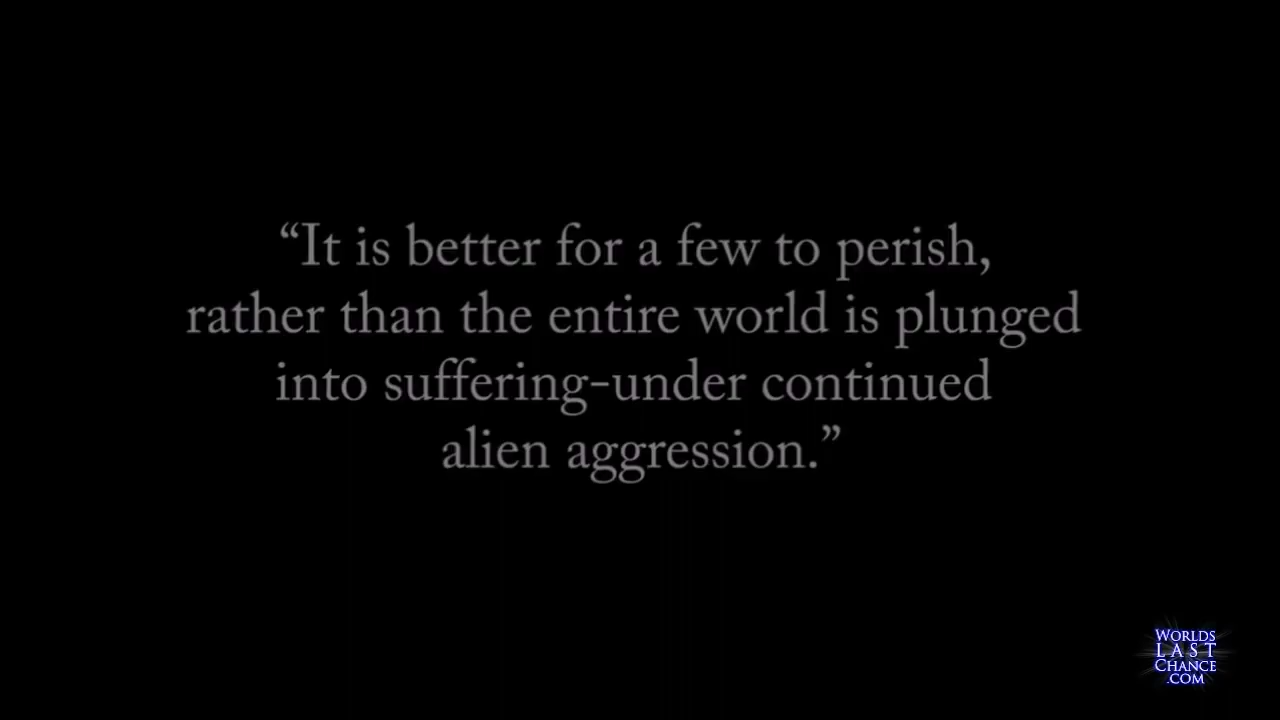 “It is better for a few to perish,
rather than the entire world is plunged
into suffering-under continued
alien aggression.”
WORLDS
LAST
CHANCE
.COM